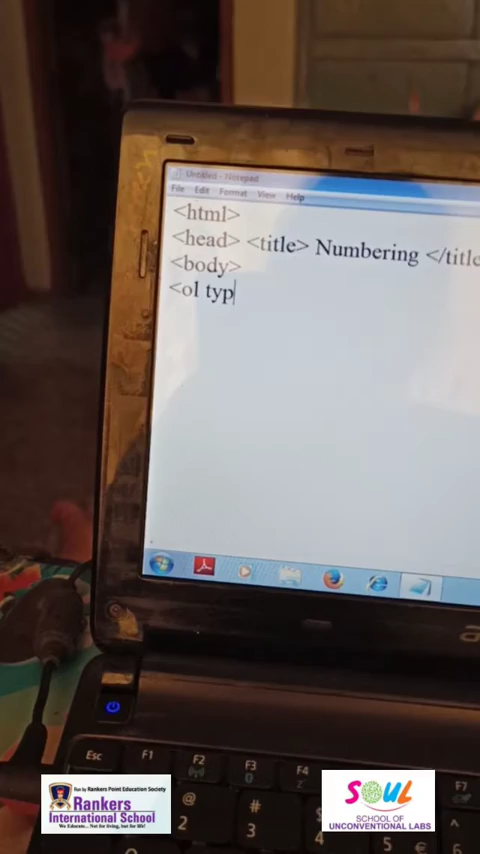 Untitled - Notepad
File Edit Format View Help
<html>
<head> <title> Numbering </title
<body>
<ol typ
Esc F1 F2 F3 F4 F7
@ # ^
2 3 4 5 € 6
Run by Rankers Point Education Society
Rankers
International School
We Educate... Not for living, but for life!
SOUL
SCHOOL OF
UNCONVENTIONAL LABS